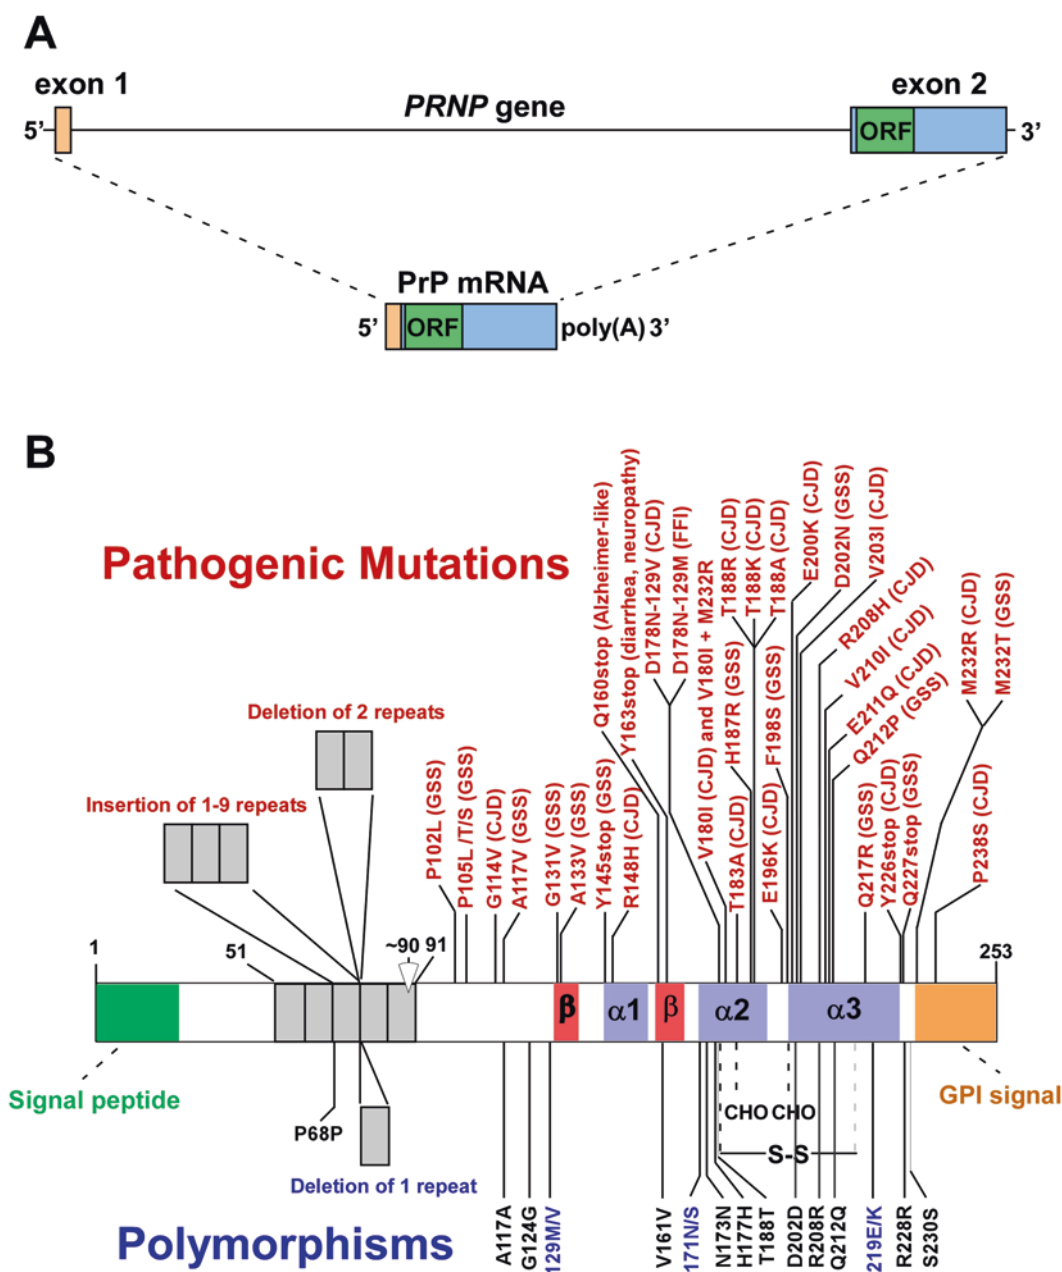 A
exon 1
PRNP gene
exon 2
5’
ORF
3’
PrP mRNA
5’
ORF
poly(A) 3’
B
Pathogenic Mutations
Deletion of 2 repeats
Insertion of 1-9 repeats
P102L (GSS)
P105L /T/S (GSS)
G114V (CJD)
A117V (GSS)
G131V (GSS)
A133V (GSS)
Y145stop (GSS)
R148H (CJD)
Q160stop (Alzheimer-like)
Y163stop (diarrhea, neuropathy)
D178N-129V (CJD)
D178N-129M (FFI)
V180I (CJD) and V180I + M232R
T183A (CJD)
H187R (GSS)
T188R (CJD)
T188K (CJD)
T188A (CJD)
E196K (CJD)
F198S (GSS)
E200K (CJD)
D202N (GSS)
V203I (CJD)
R208H (CJD)
V210I (CJD)
E211Q (CJD)
Q212P (GSS)
Q217R (GSS)
Y226stop (CJD)
Q227stop (GSS)
M232R (CJD)
M232T (GSS)
P238S (CJD)
1
51
~90 91
253
β
α1
β
α2
α3
Signal peptide
GPI signal
CHO CHO
S-S
P68P
Deletion of 1 repeat
Polymorphisms
A117A
G124G
129M/V
V161V
171N/S
N173N
H177H
T188T
D202D
R208R
Q212Q
219E/K
R228R
S230S